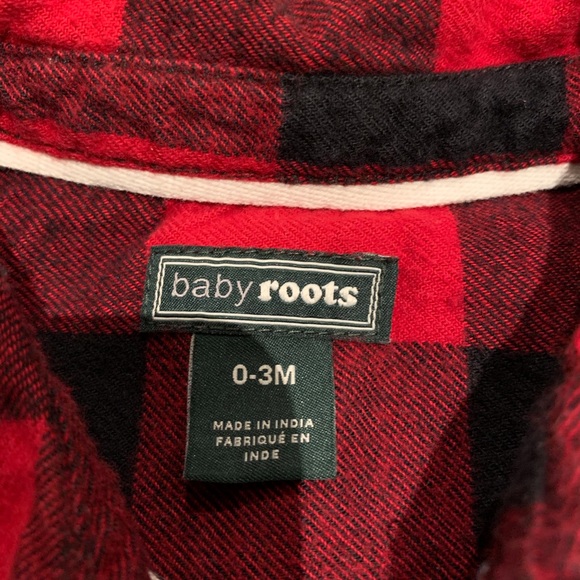 baby roots
0-3M
MADE IN INDIA
FABRIQUÉ EN
INDE